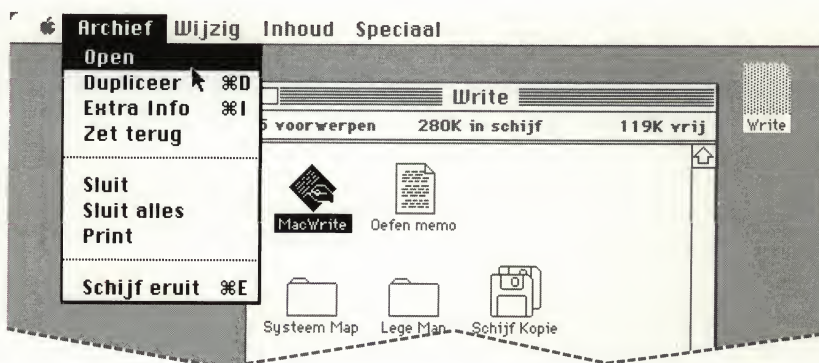 Archief Wijzig Inhoud Speciaal
Open
Dupliceer ⌘D
Extra Info ⌘I
Zet terug
Sluit
Sluit alles
Print
Schijf eruit ⌘E
Write
5 voorwerpen 280K in schijf 119K vrij
MacWrite Oefen memo
Systeem Map Lege Map Schijf Kopie
Write